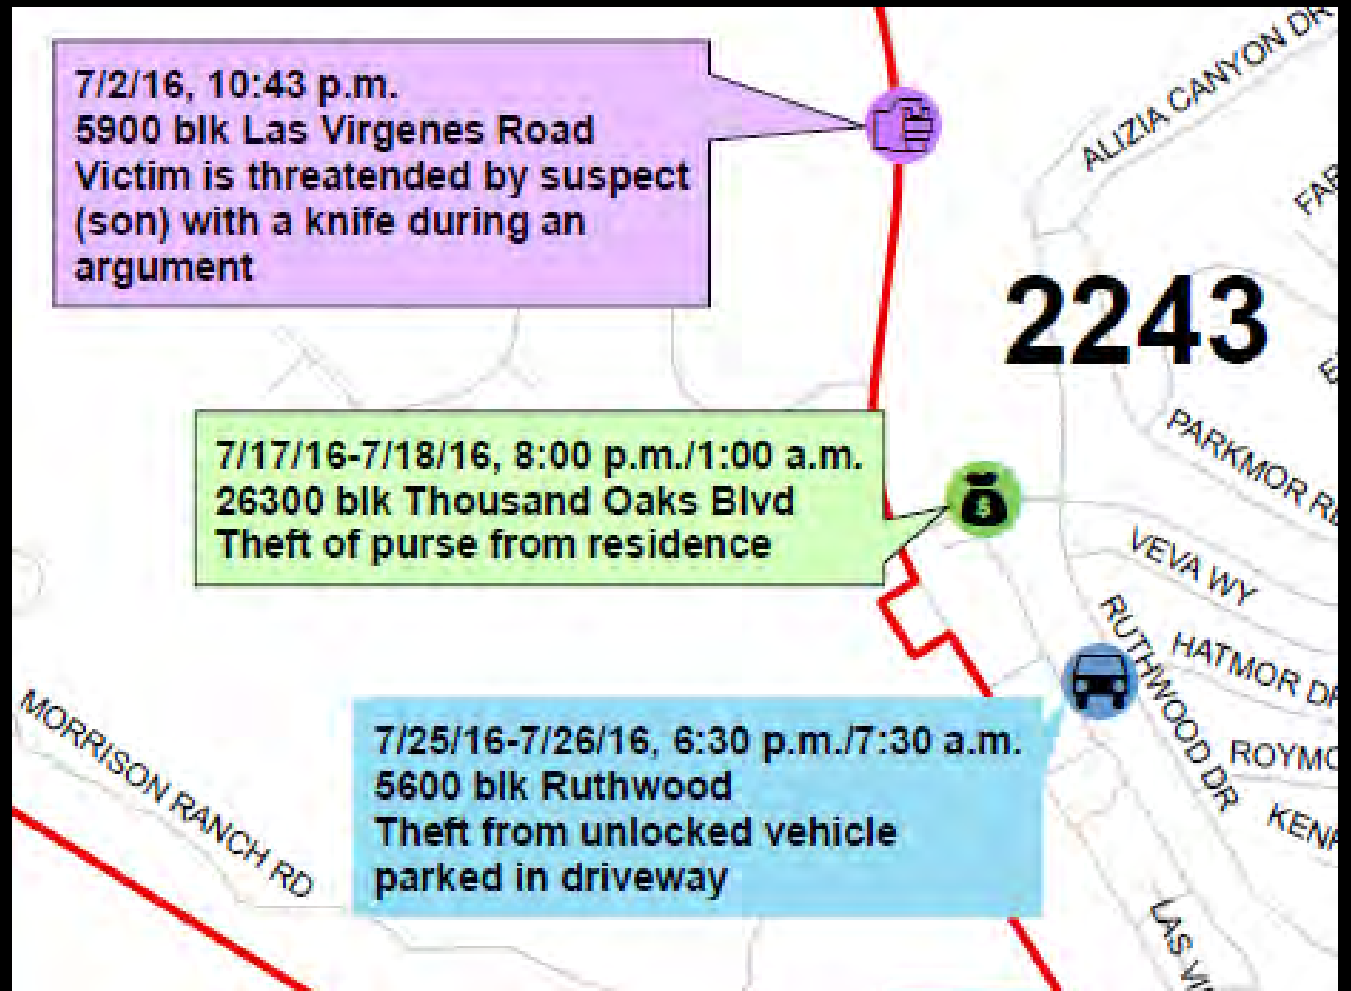 7/2/16, 10:43 p.m.
5900 blk Las Virgenes Road
Victim is threatended by suspect
(son) with a knife during an
argument
ALIZIA CANYON DR
2243
7/17/16-7/18/16, 8:00 p.m./1:00 a.m.
26300 blk Thousand Oaks Blvd
Theft of purse from residence
$
PARKMOR
VEVA WY
RUTHWOOD DR
HATMOR
7/25/16-7/26/16, 6:30 p.m./7:30 a.m.
5600 blk Ruthwood
Theft from unlocked vehicle
parked in driveway
MORRISON RANCH RD
LAS